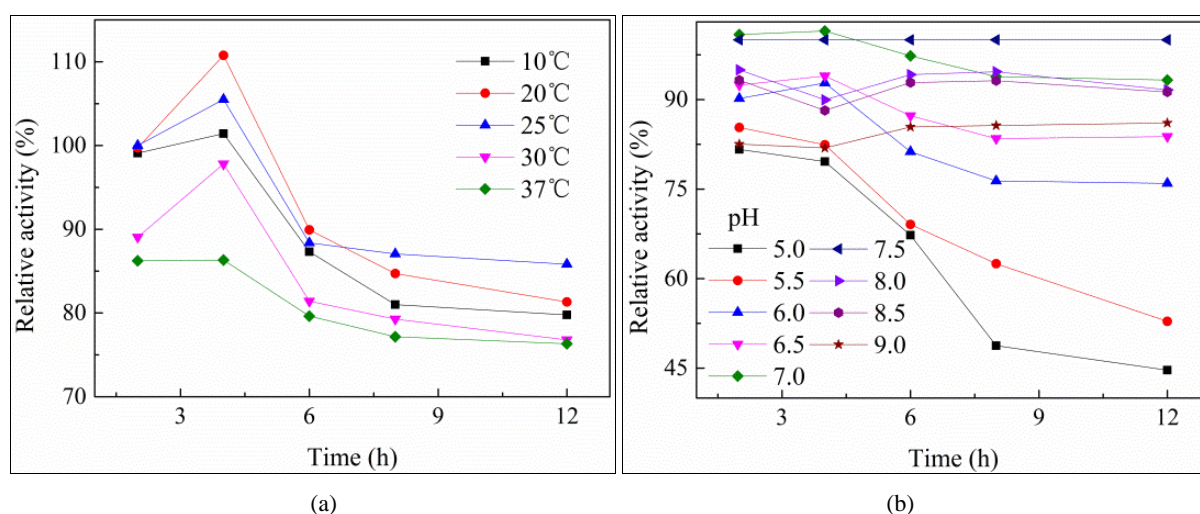 110
100
90
80
70
Relative activity (%)
10℃
20℃
25℃
30℃
37℃
3 6 9 12
Time (h)
(a)
90
75
60
45
Relative activity (%)
pH
5.0 7.5
5.5 8.0
6.0 8.5
6.5 9.0
7.0
3 6 9 12
Time (h)
(b)